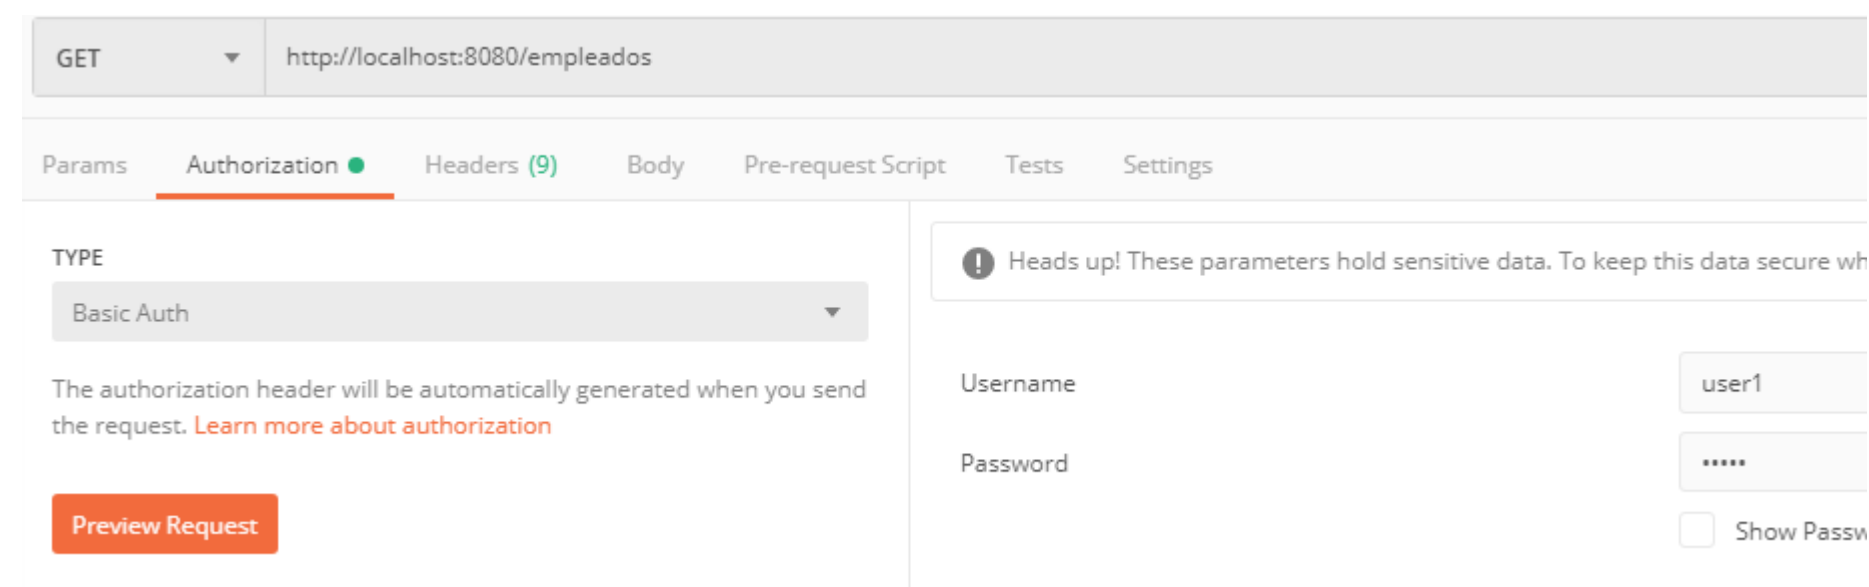 GET http://localhost:8080/empleados
Params Authorization Headers (9) Body Pre-request Script Tests Settings
TYPE
Basic Auth
The authorization header will be automatically generated when you send
the request. Learn more about authorization
Preview Request
Heads up! These parameters hold sensitive data. To keep this data secure wh
Username user1
Password •••••
Show Passw